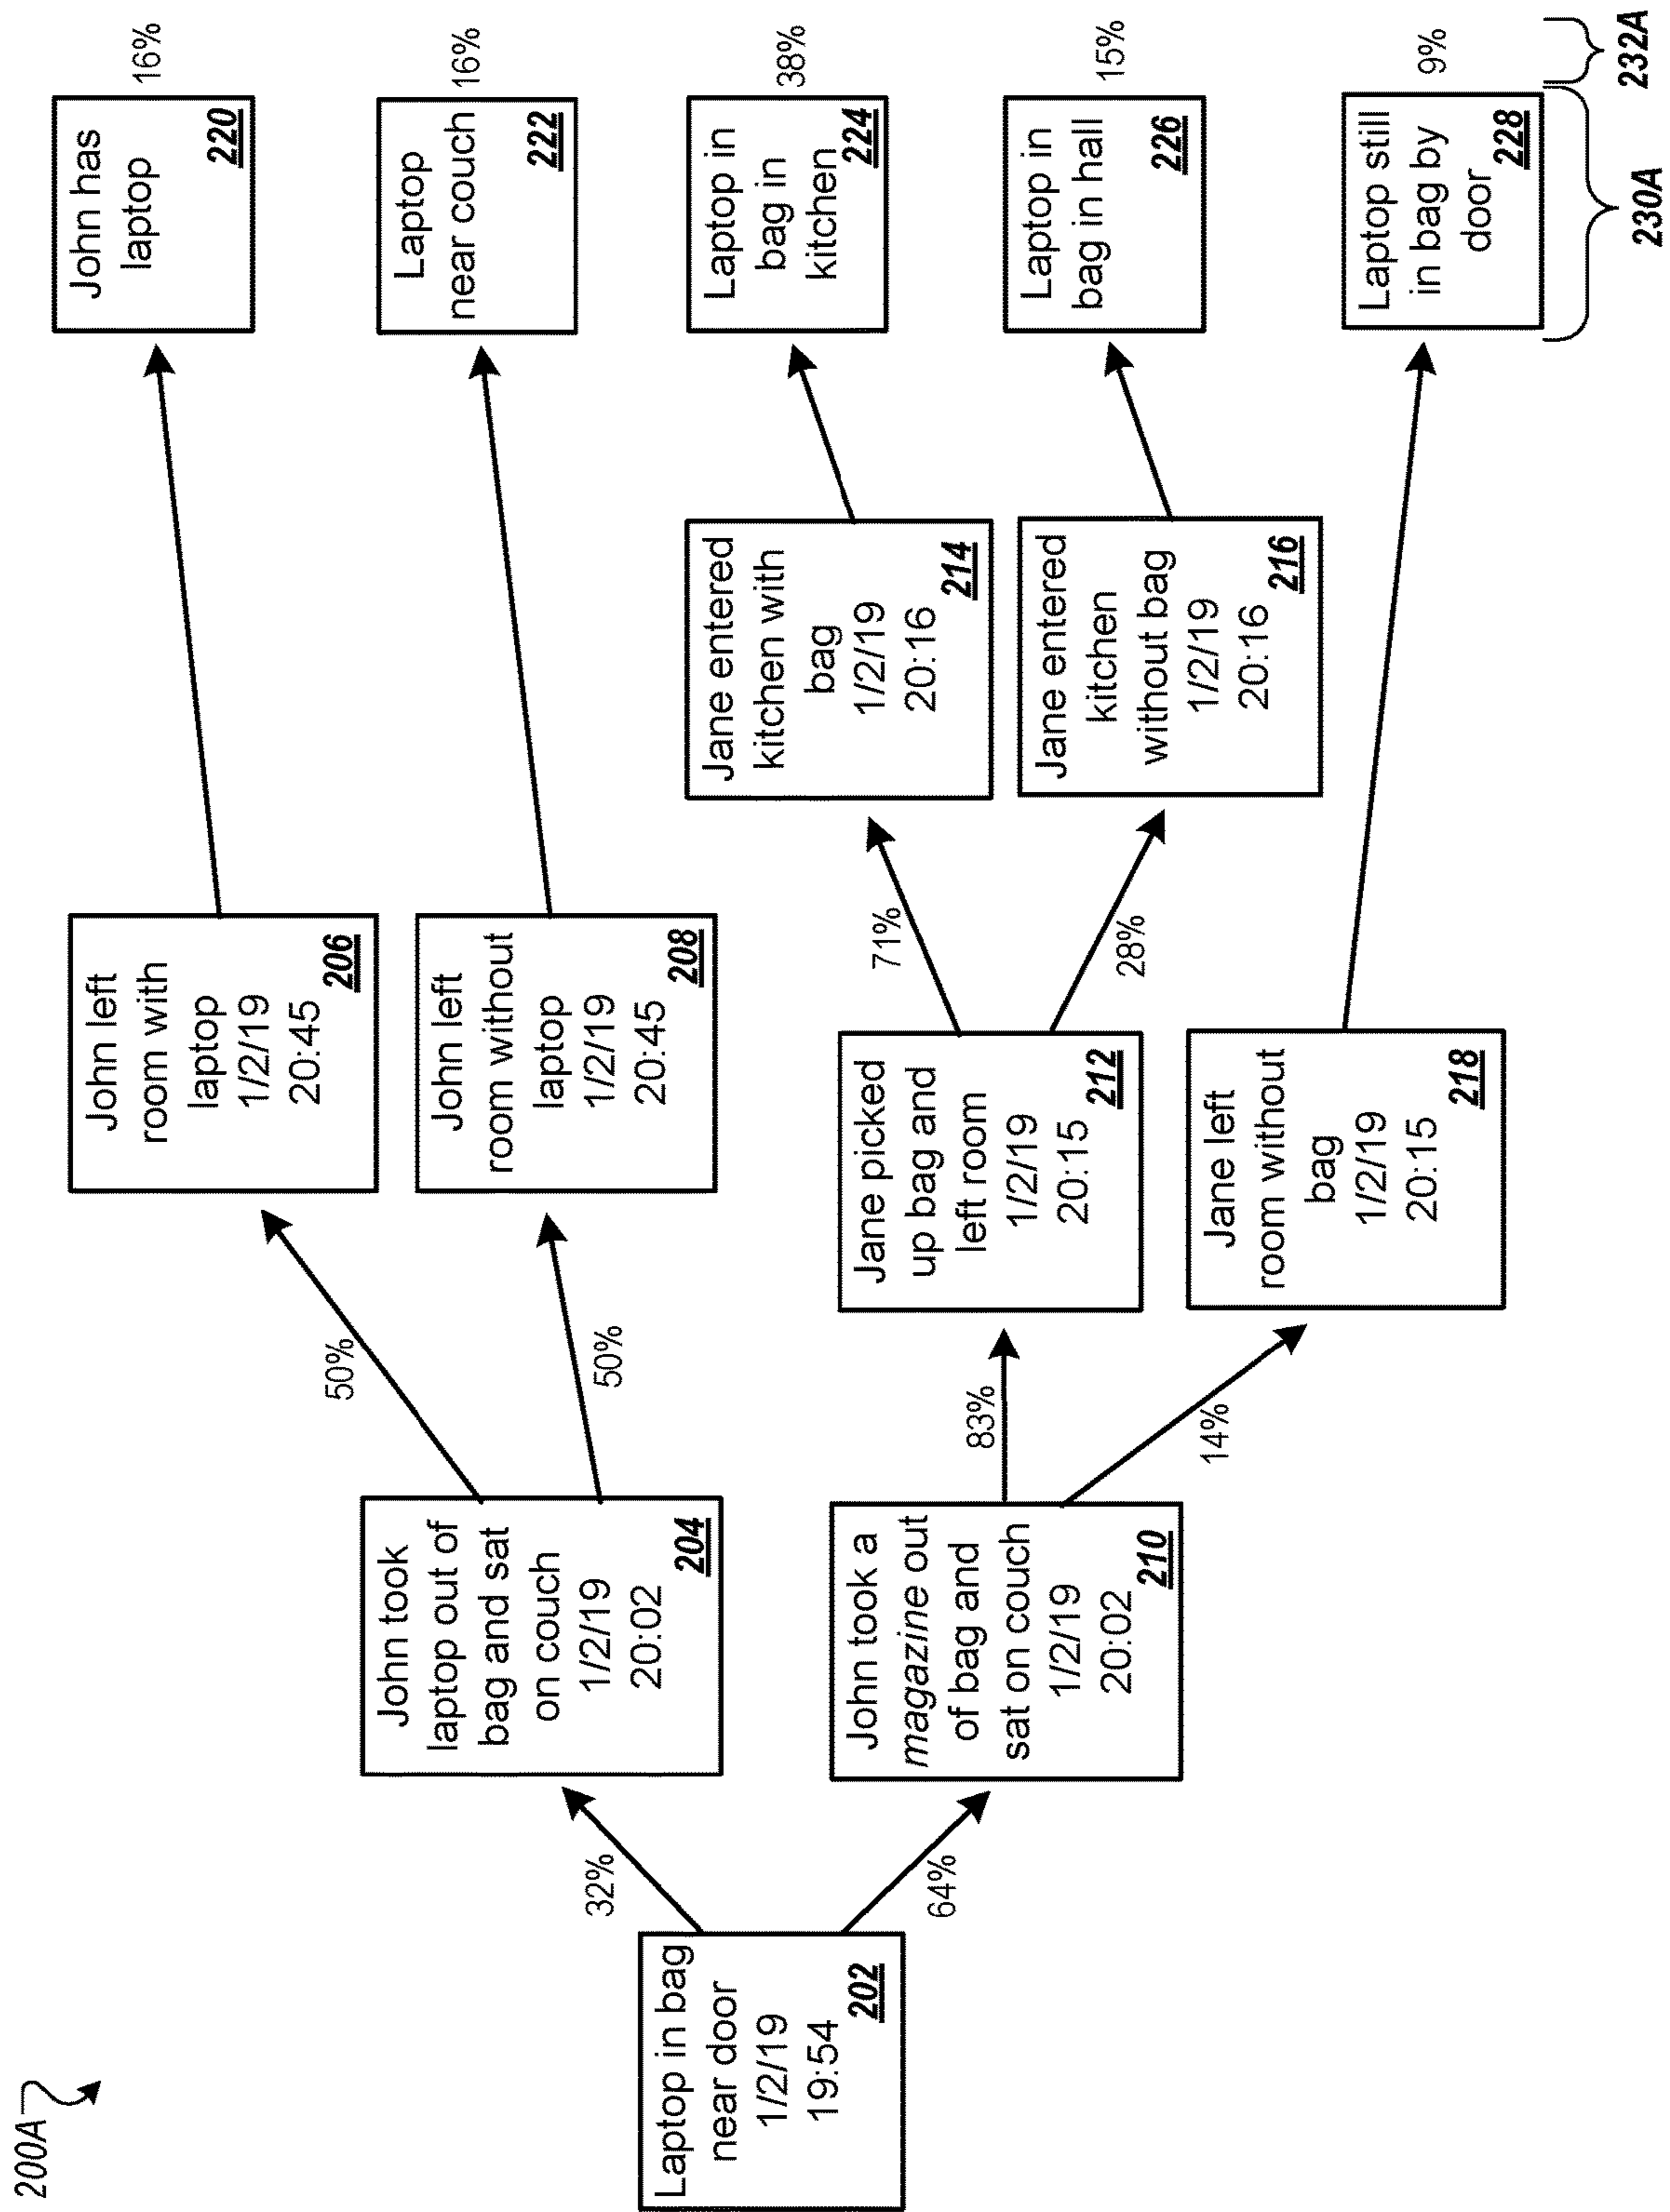 200A
Laptop in bag
near door
1/2/19
19:54
202
32%
64%
John took
laptop out of
bag and sat
on couch
1/2/19
20:02
204
John took a
magazine out
of bag and
sat on couch
1/2/19
20:02
210
50%
50%
83%
14%
John left
room with
laptop
1/2/19
20:45
206
John left
room without
laptop
1/2/19
20:45
208
Jane picked
up bag and
left room
1/2/19
20:15
212
Jane left
room without
bag
1/2/19
20:15
218
71%
28%
Jane entered
kitchen with
bag
1/2/19
20:16
214
Jane entered
kitchen
without bag
1/2/19
20:16
216
John has
laptop
220
16%
Laptop
near couch
222
16%
Laptop in
bag in
kitchen
224
38%
Laptop in
bag in hall
226
15%
Laptop still
in bag by
door
228
9%
230A
232A